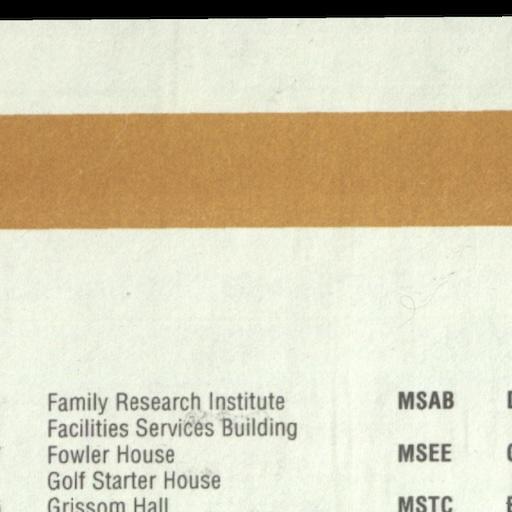 Family Research Institute MSAB
Facilities Services Building
Fowler House MSEE
Golf Starter House
Grissom Hall MSTC